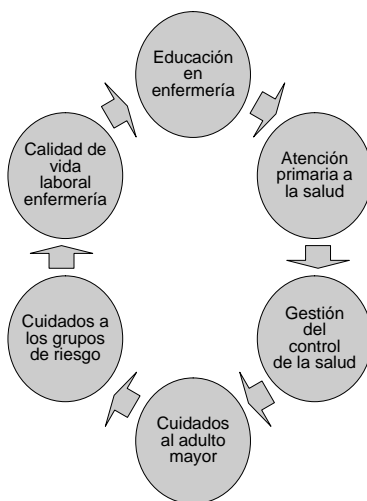 Educación
en
enfermería
Atención
primaria a
la salud
Gestión
del
control
de la salud
Cuidados
al adulto
mayor
Cuidados a
los grupos
de riesgo
Calidad de
vida
laboral
enfermería